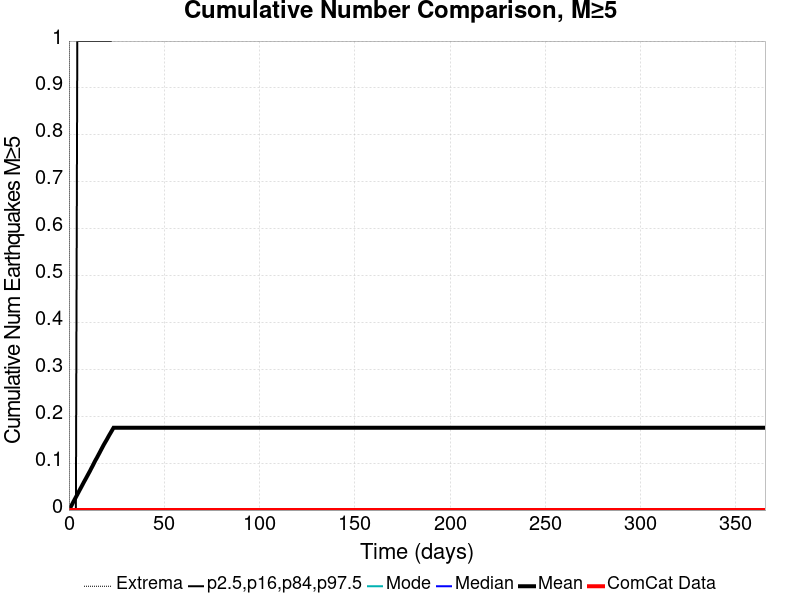 Cumulative Number Comparison, M≥5
Cumulative Num Earthquakes M≥5
1
0.9
0.8
0.7
0.6
0.5
0.4
0.3
0.2
0.1
0
0 50 100 150 200 250 300 350
Time (days)
Extrema p2.5,p16,p84,p97.5 Mode Median Mean ComCat Data